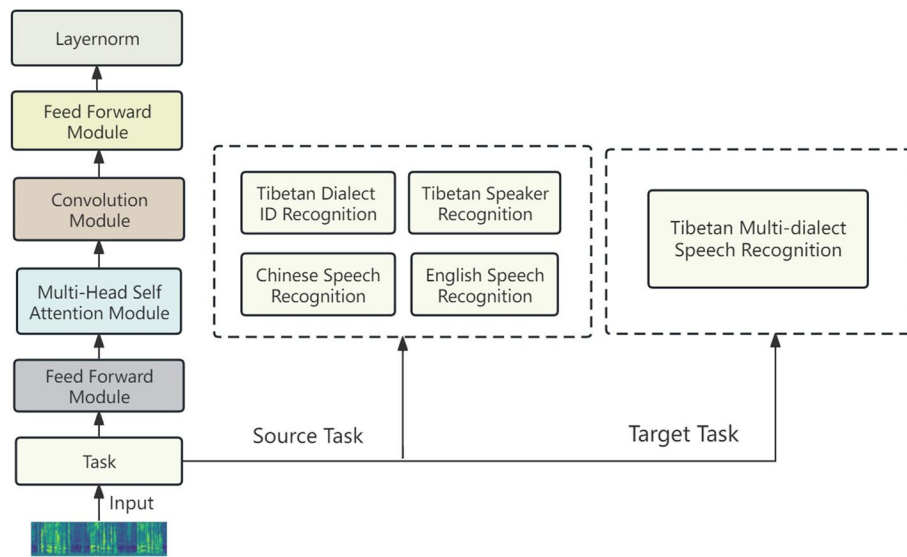 Layernorm
Feed Forward
Module
Convolution
Module
Multi-Head Self
Attention Module
Feed Forward
Module
Task
Input
Tibetan Dialect
ID Recognition
Tibetan Speaker
Recognition
Chinese Speech
Recognition
English Speech
Recognition
Source Task
Tibetan Multi-dialect
Speech Recognition
Target Task